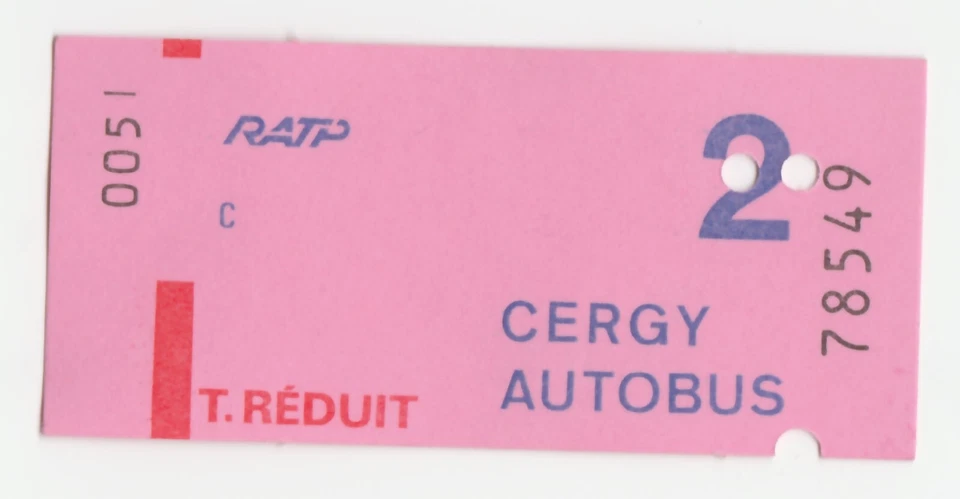 0051
RATP
2
C
78549
CERGY
AUTOBUS
T. RÉDUIT